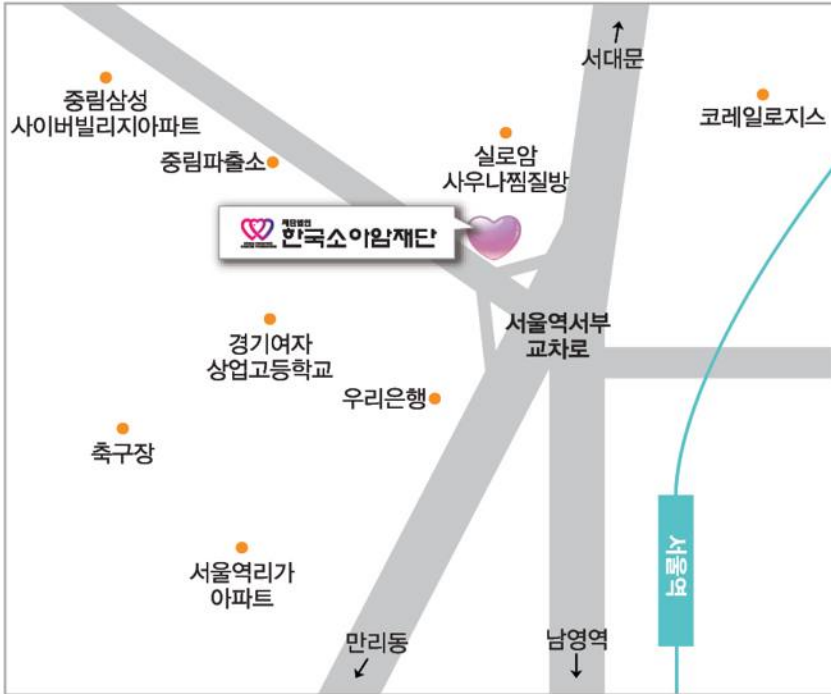 ↑
서대문
중림삼성
사이버빌리지아파트
코레일로지스
중림파출소
실로암
사우나찜질방
재단법인
한국소아암재단
서울역서부
교차로
경기여자
상업고등학교
우리은행
축구장
서울역
서울역리가
아파트
만리동
↙
남영역
↓